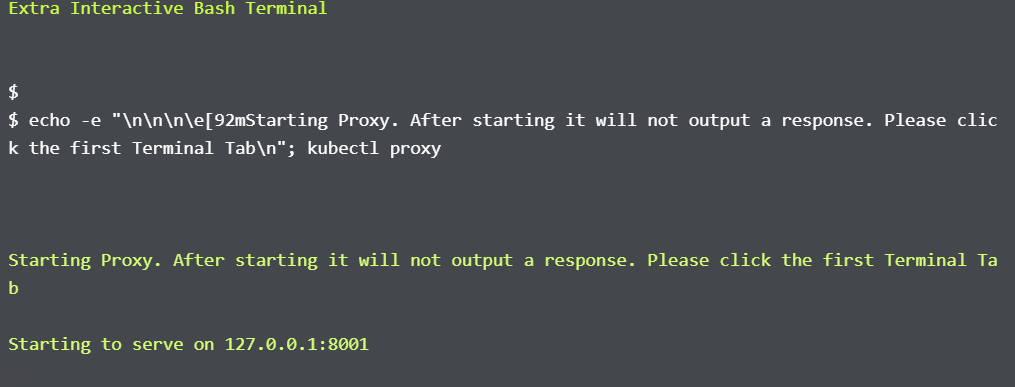 Extra Interactive Bash Terminal
$
$ echo -e "\n\n\n\e[92mStarting Proxy. After starting it will not output a response. Please clic
k the first Terminal Tab\n"; kubectl proxy
Starting Proxy. After starting it will not output a response. Please click the first Terminal Ta
b
Starting to serve on 127.0.0.1:8001